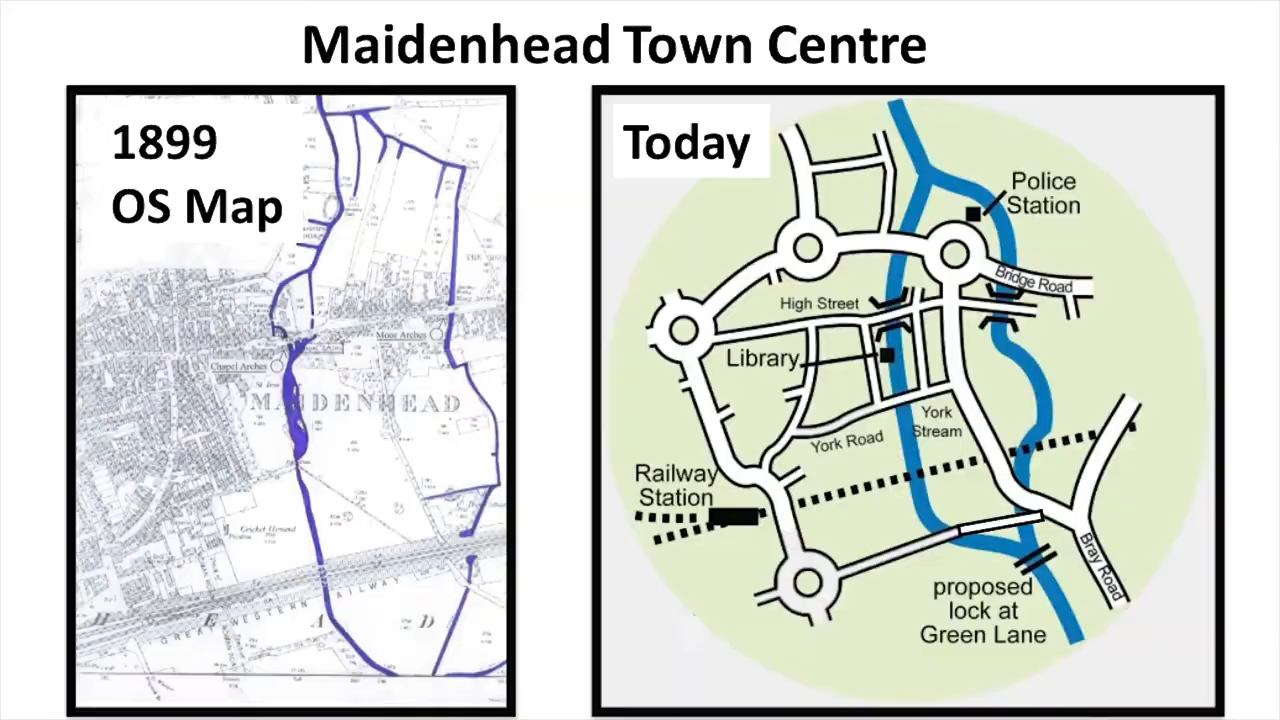 Maidenhead Town Centre
1899
OS Map
Moor Arches
Chapel Arches
MAIDENHEAD
Cricket Ground
GREAT WESTERN RAILWAY
H E A D
Today
Police
Station
Bridge Road
High Street
Library
York
Stream
York Road
Railway
Station
Bray Road
proposed
lock at
Green Lane